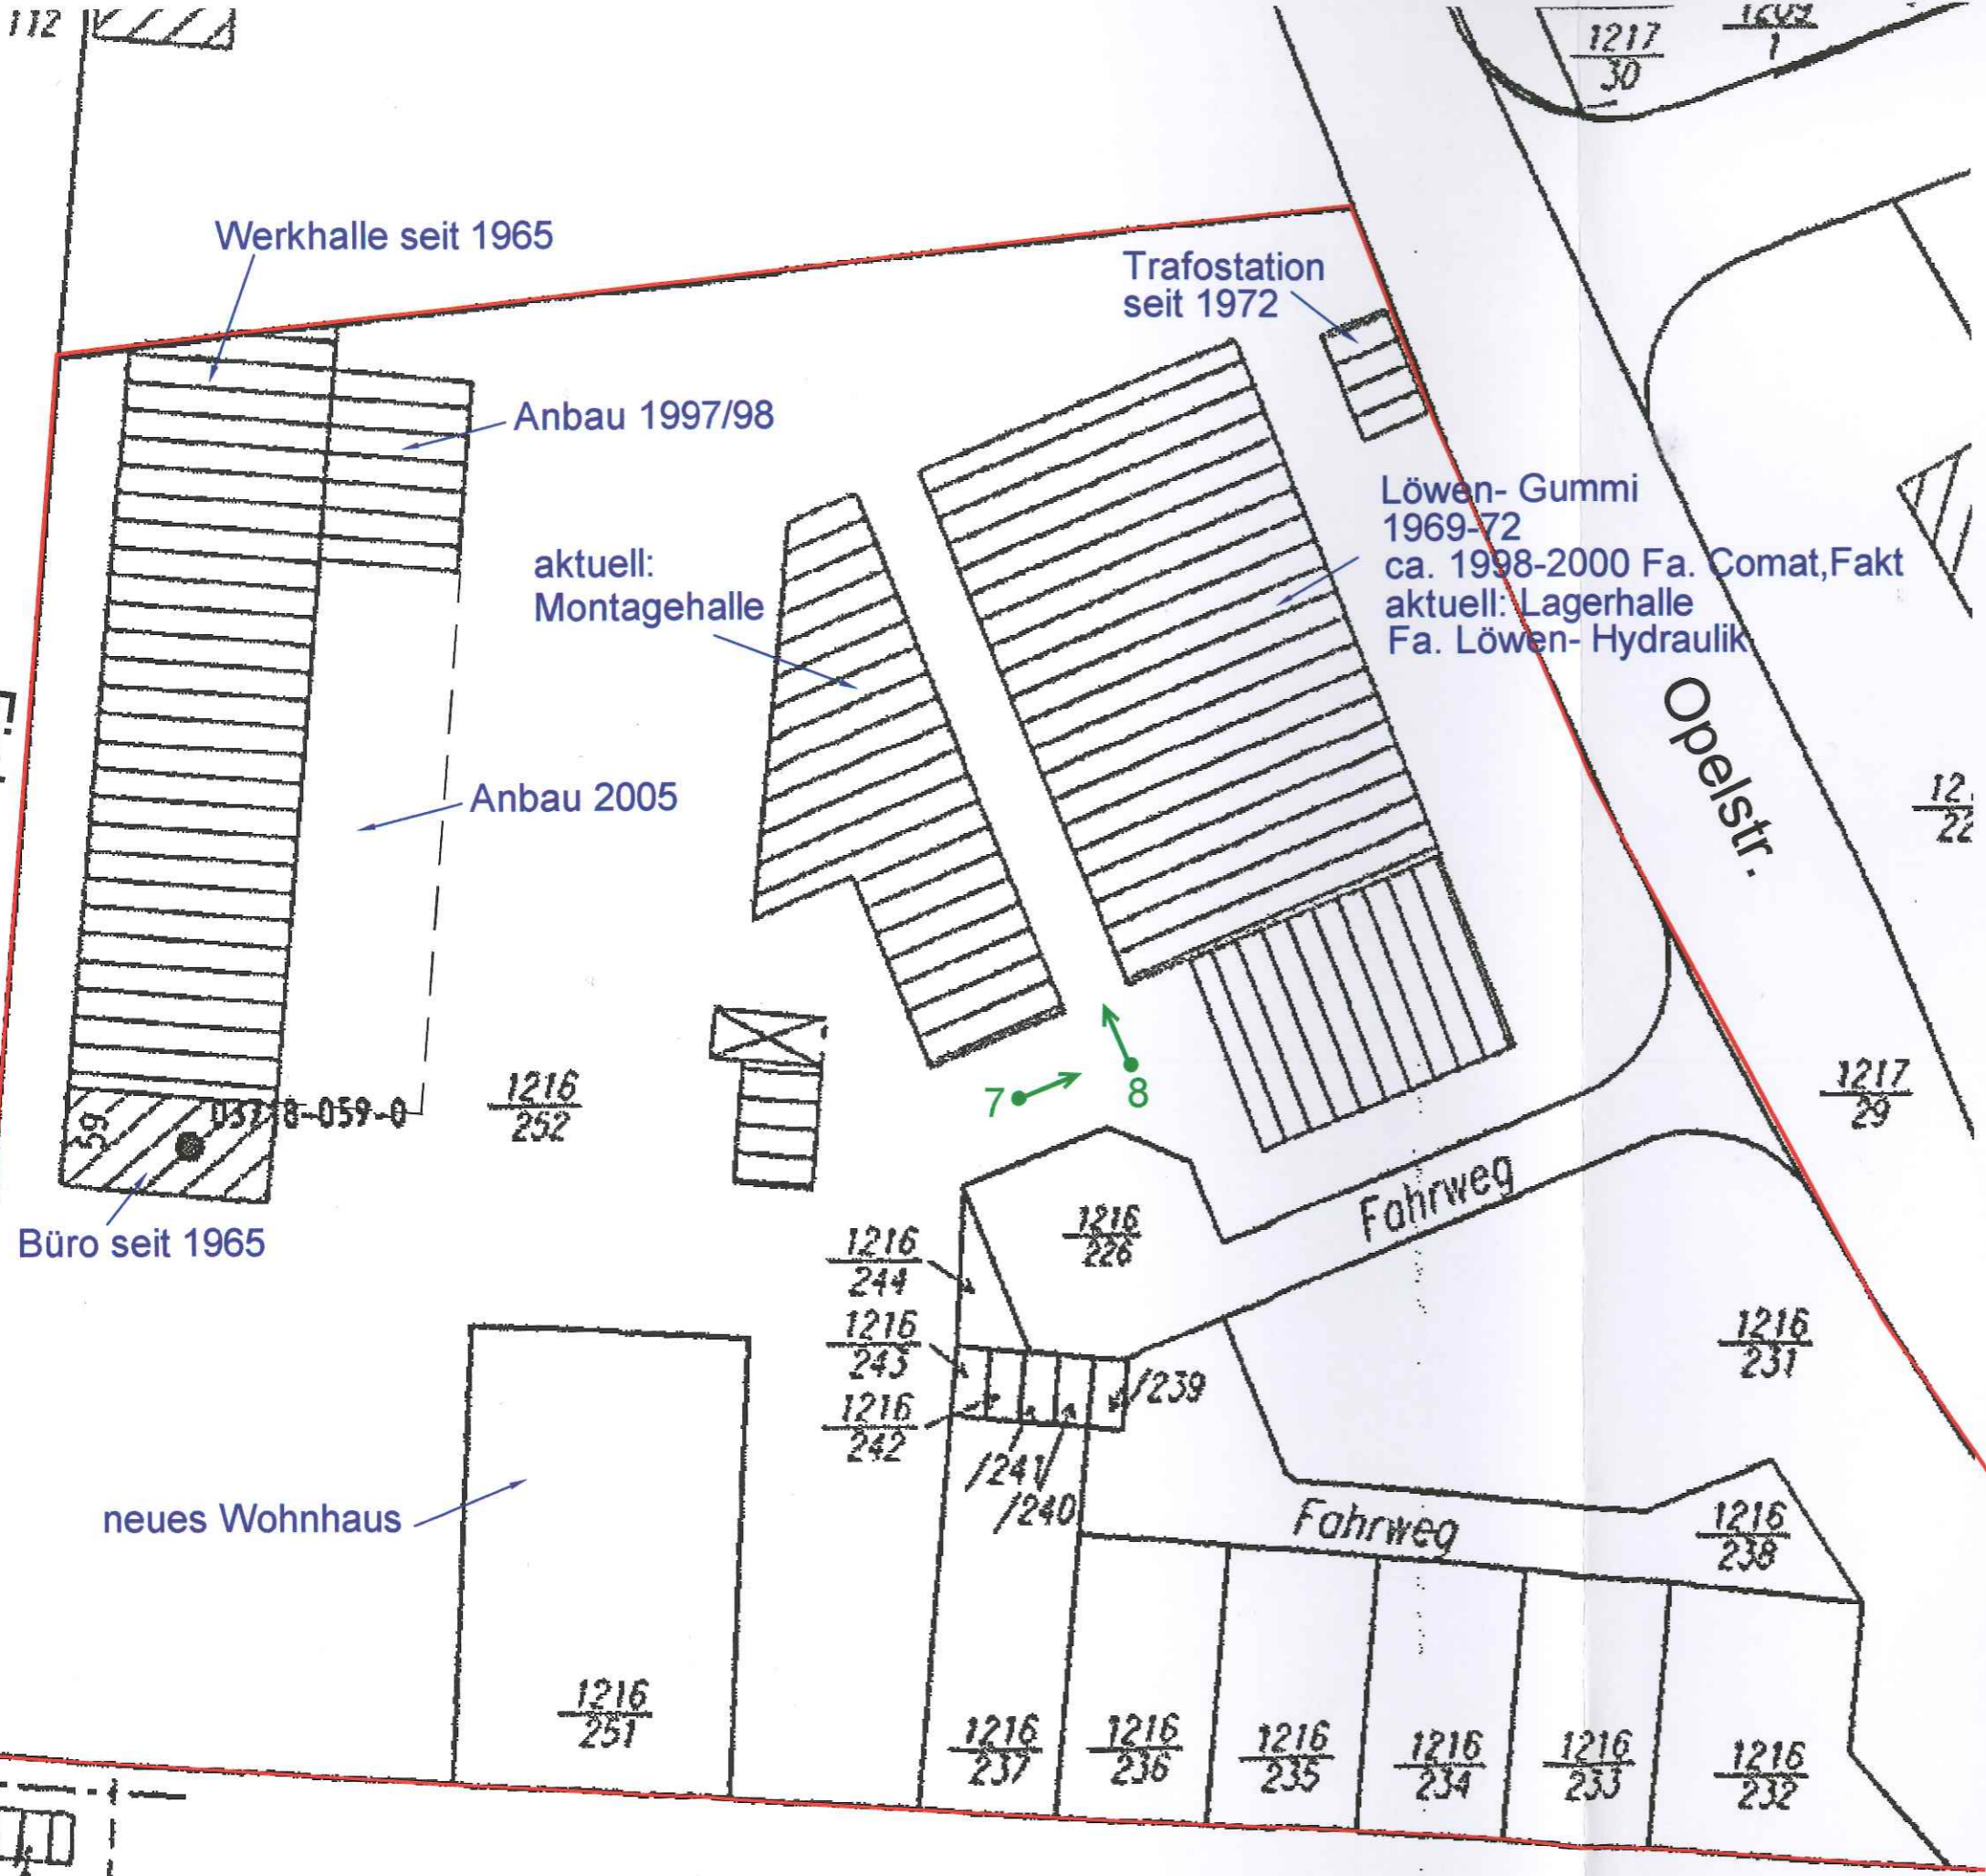 112
1217
30
1209
1
Werkhalle seit 1965
Trafostation
seit 1972
Anbau 1997/98
Löwen- Gummi
1969-72
ca. 1998-2000 Fa. Comat,Fakt
aktuell: Lagerhalle
Fa. Löwen- Hydraulik
aktuell:
Montagehalle
Opelstr.
Anbau 2005
22
1216
252
59
8-059-0
7
8
1217
29
Büro seit 1965
Fahrweg
1216
226
1216
244
1216
243
1216
242
/239
/241
/240
1216
231
neues Wohnhaus
Fahrweg
1216
238
1216
251
1216
237
1216
236
1216
235
1216
234
1216
233
1216
232